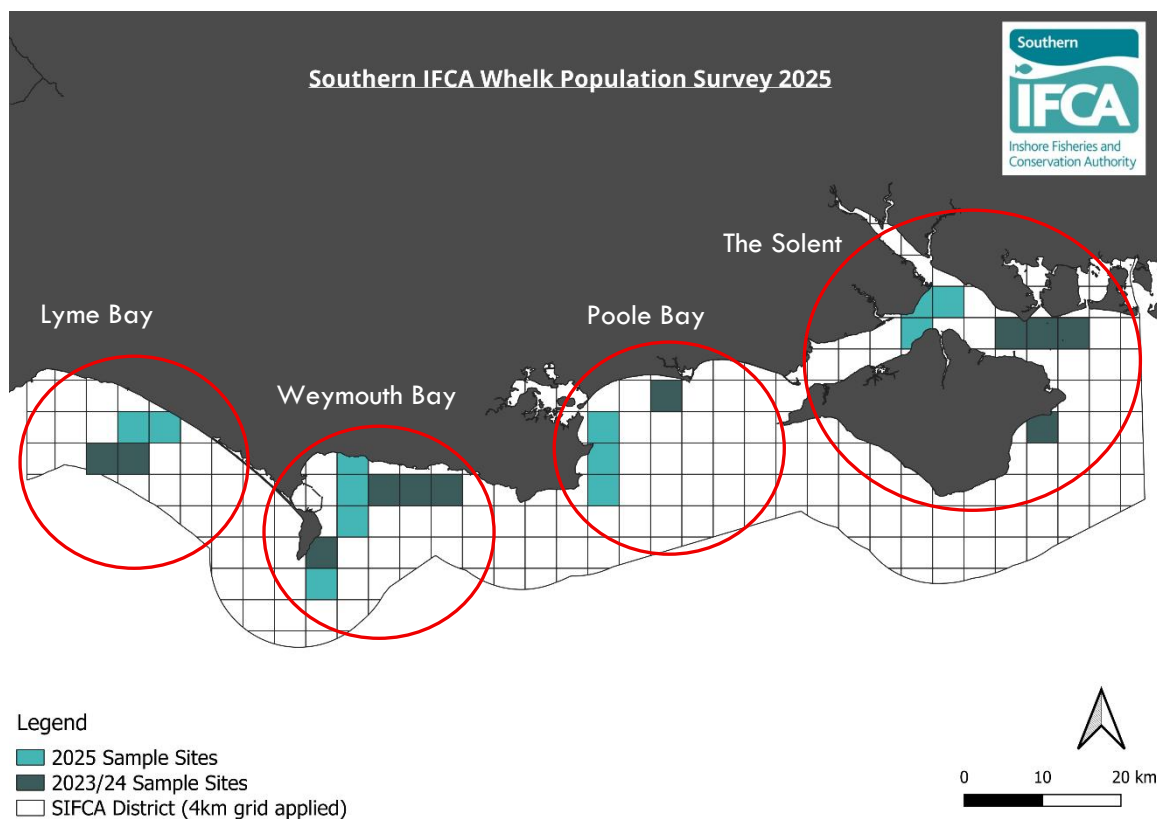 Southern IFCA Whelk Population Survey 2025
Southern
IFCA
Inshore Fisheries and
Conservation Authority
The Solent
Lyme Bay
Poole Bay
Weymouth Bay
Legend
2025 Sample Sites
2023/24 Sample Sites
SIFCA District (4km grid applied)
0 10 20 km